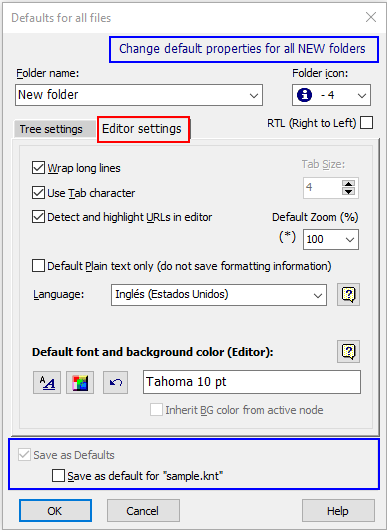 Defaults for all files
Change default properties for all NEW folders
Folder name:
Folder icon:
New folder
- 4
Tree settings
Editor settings
RTL (Right to Left)
Wrap long lines
Tab Size:
Use Tab character
4
Detect and highlight URLs in editor
Default Zoom (%)
(*)
100
Default Plain text only (do not save formatting information)
Language:
Inglés (Estados Unidos)
Default font and background color (Editor):
AA
Tahoma 10 pt
Inherit BG color from active node
Save as Defaults
Save as default for "sample.knt"
OK
Cancel
Help